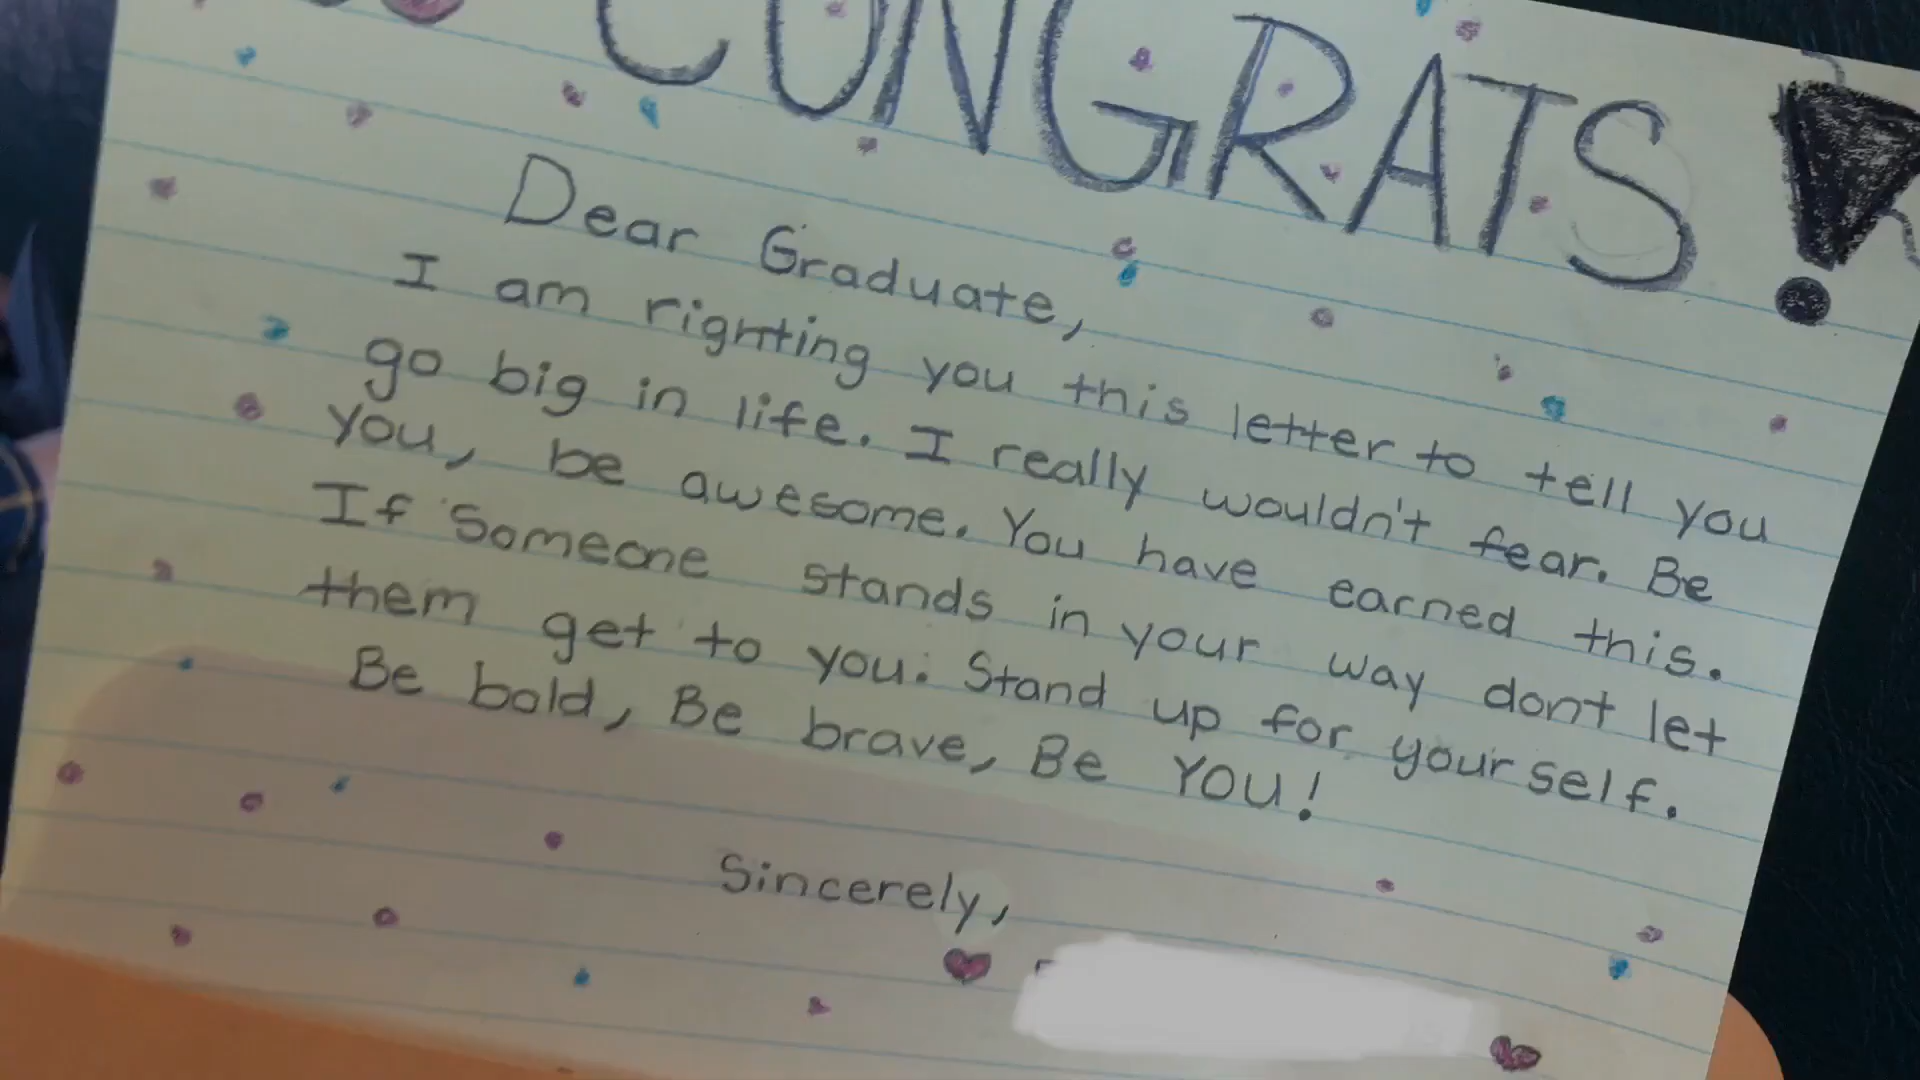 CONGRATS!
Dear Graduate,
I am righting you this letter to tell you
go big in life. I really wouldn't fear. Be
you, be awesome. You have earned this.
If Someone stands in your way dont let
them get to you. Stand up for yourself.
Be bold, Be brave, Be YOU!
Sincerely,